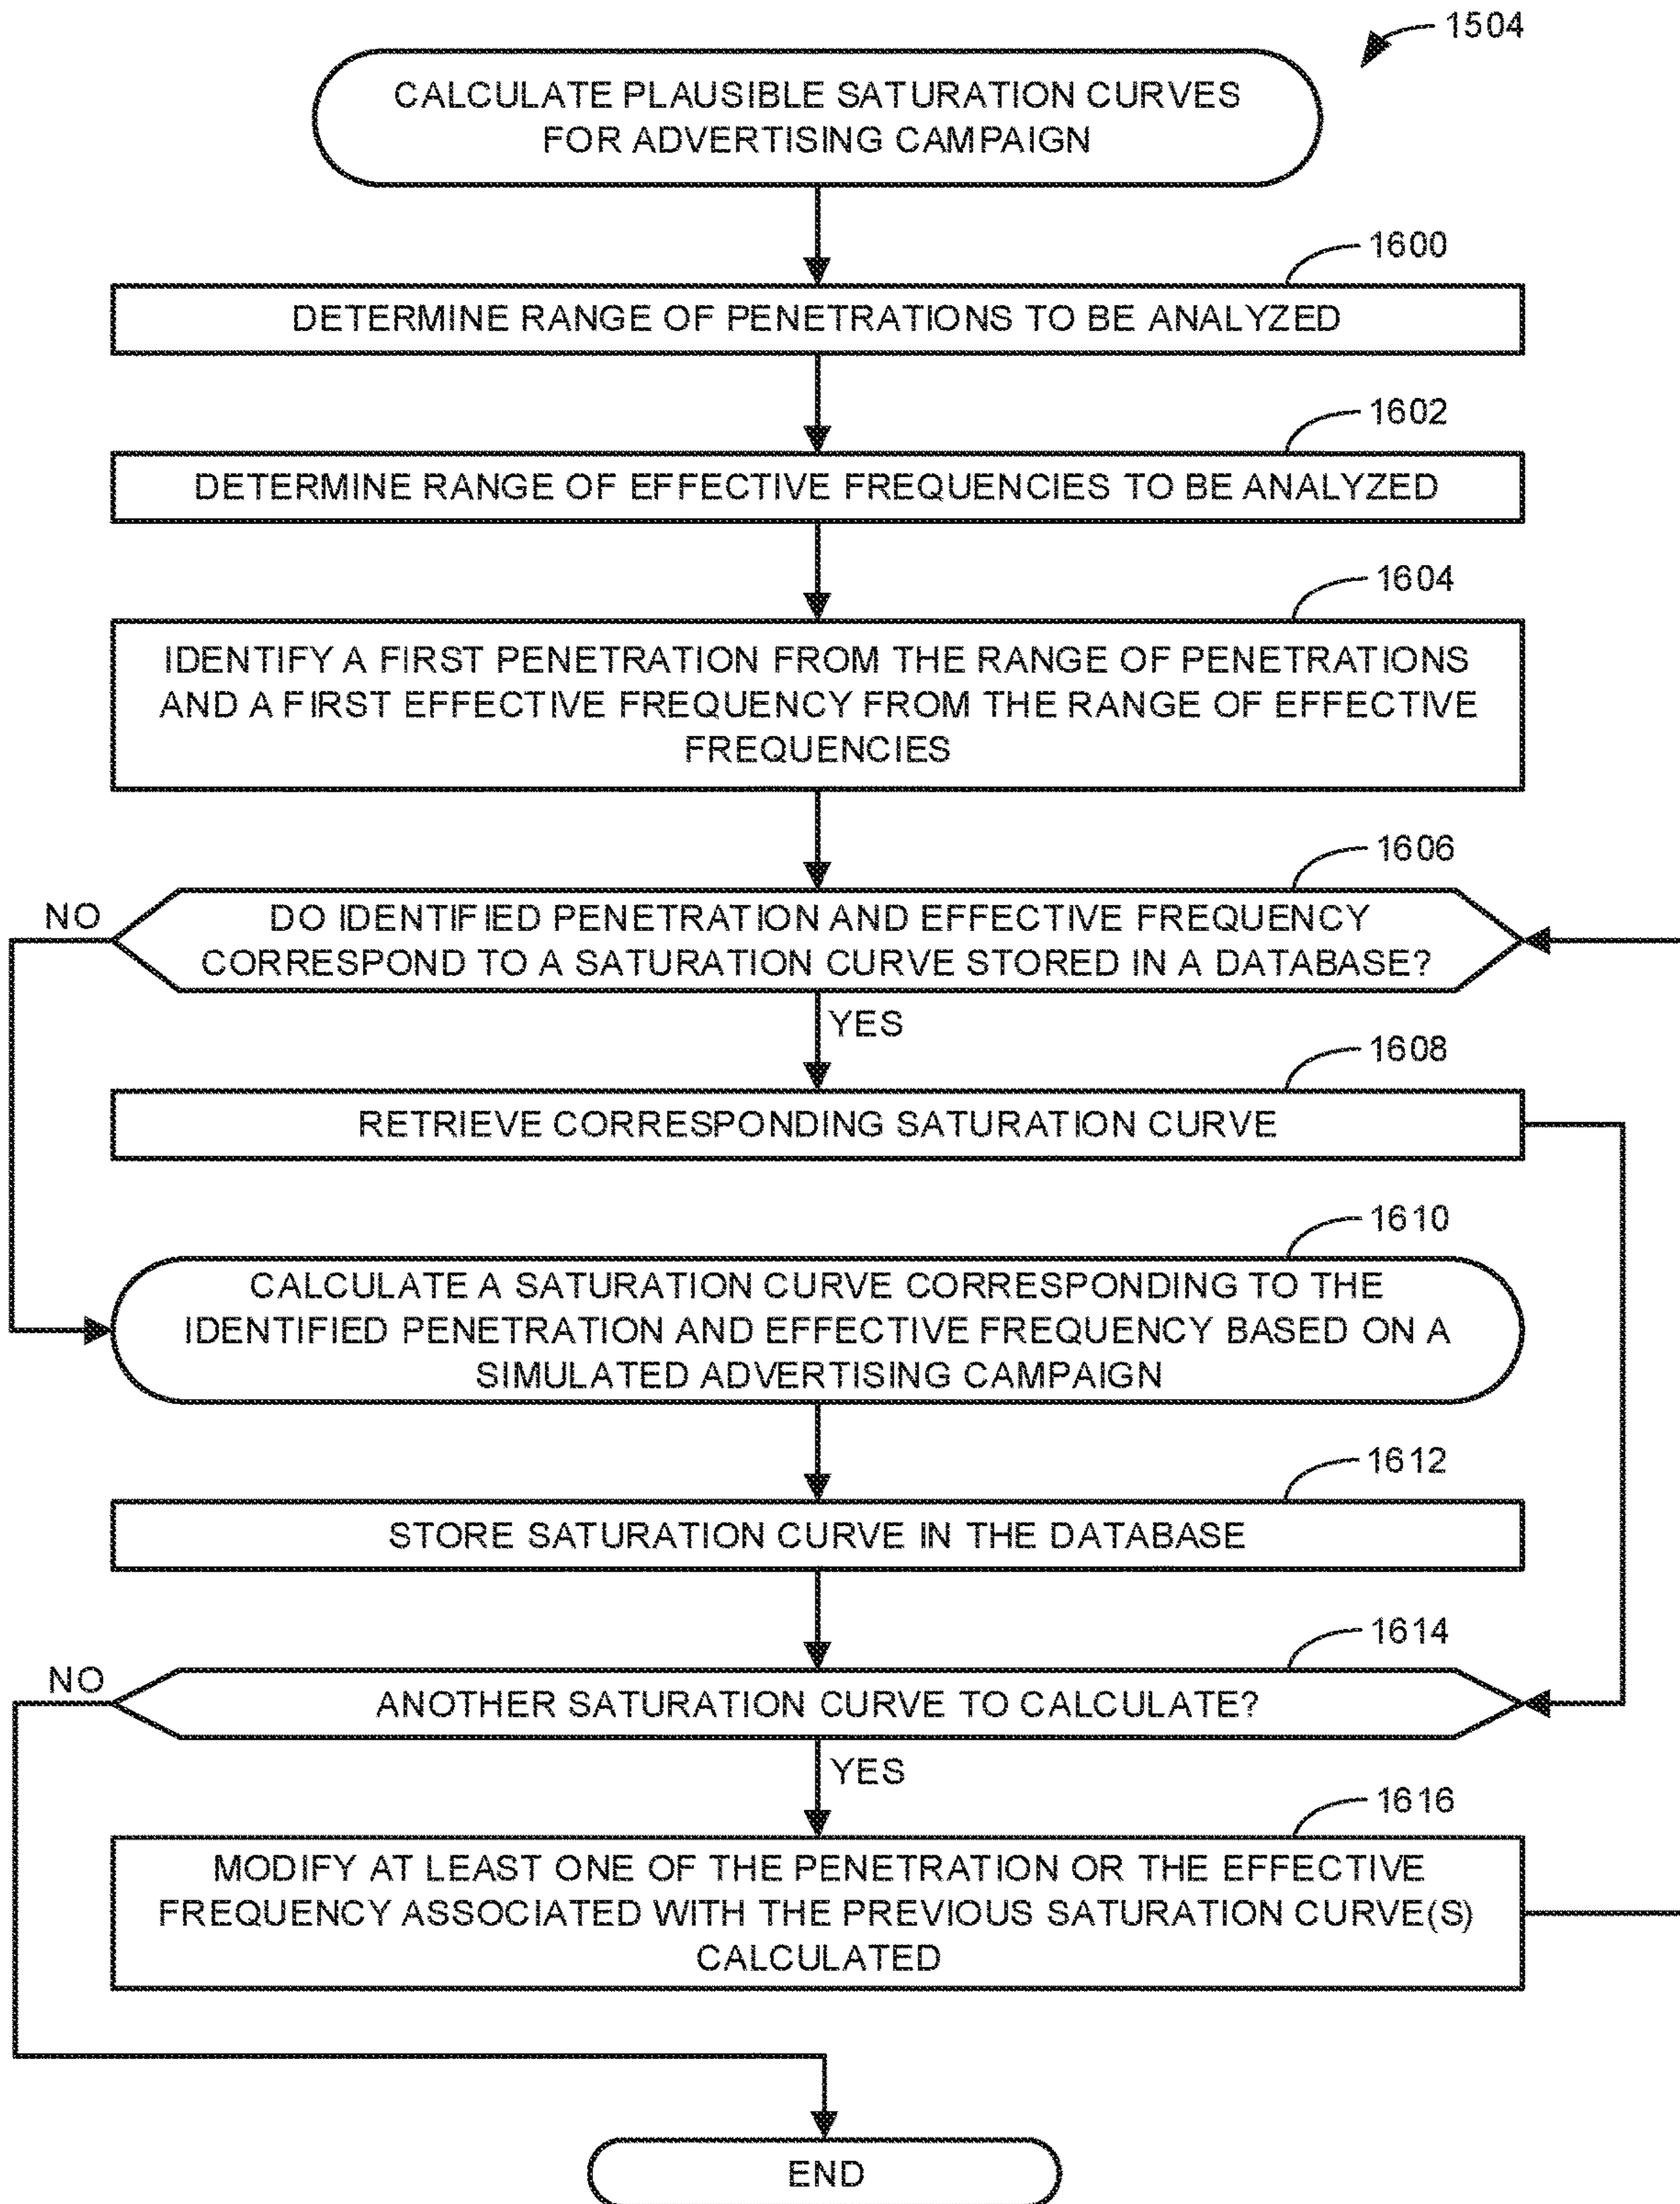 1504
CALCULATE PLAUSIBLE SATURATION CURVES
FOR ADVERTISING CAMPAIGN
1600
DETERMINE RANGE OF PENETRATIONS TO BE ANALYZED
1602
DETERMINE RANGE OF EFFECTIVE FREQUENCIES TO BE ANALYZED
1604
IDENTIFY A FIRST PENETRATION FROM THE RANGE OF PENETRATIONS
AND A FIRST EFFECTIVE FREQUENCY FROM THE RANGE OF EFFECTIVE
FREQUENCIES
1606
NO
DO IDENTIFIED PENETRATION AND EFFECTIVE FREQUENCY
CORRESPOND TO A SATURATION CURVE STORED IN A DATABASE?
YES
1608
RETRIEVE CORRESPONDING SATURATION CURVE
1610
CALCULATE A SATURATION CURVE CORRESPONDING TO THE
IDENTIFIED PENETRATION AND EFFECTIVE FREQUENCY BASED ON A
SIMULATED ADVERTISING CAMPAIGN
1612
STORE SATURATION CURVE IN THE DATABASE
1614
NO
ANOTHER SATURATION CURVE TO CALCULATE?
YES
1616
MODIFY AT LEAST ONE OF THE PENETRATION OR THE EFFECTIVE
FREQUENCY ASSOCIATED WITH THE PREVIOUS SATURATION CURVE(S)
CALCULATED
END